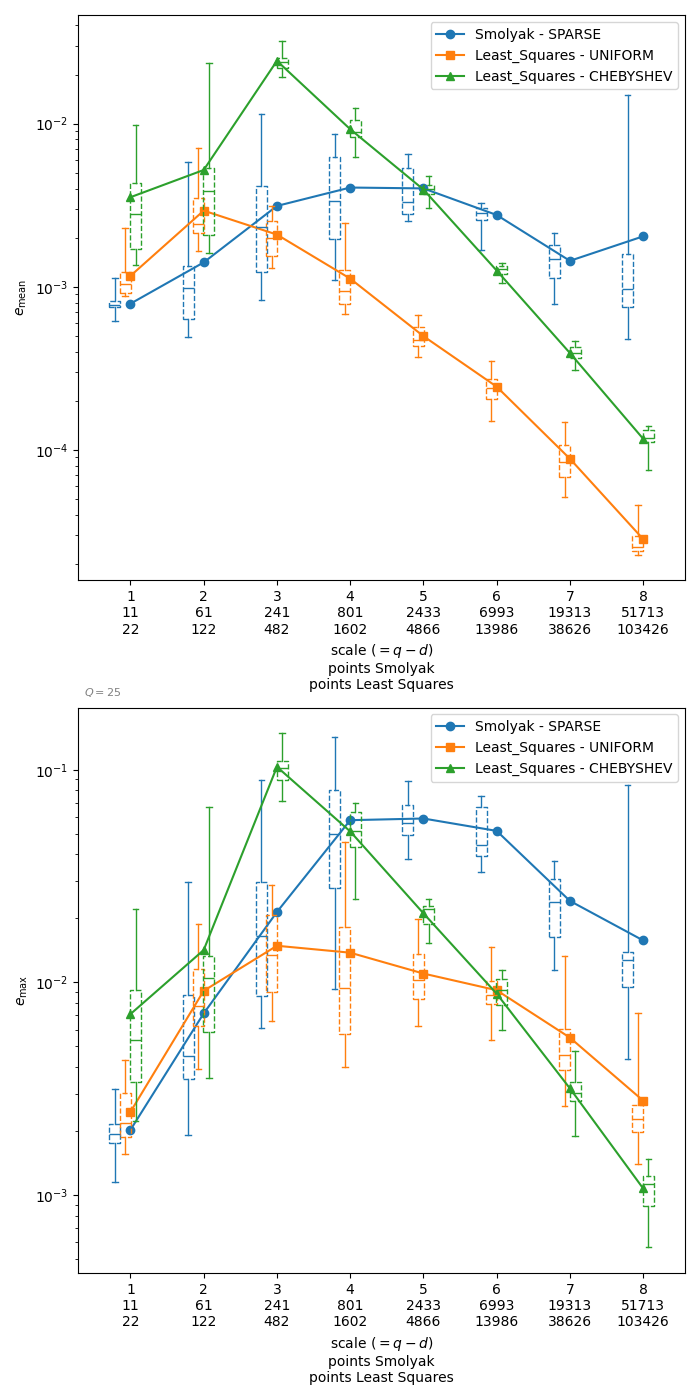 Smolyak - SPARSE
Least_Squares - UNIFORM
Least_Squares - CHEBYSHEV
10⁻²
10⁻³
10⁻⁴
e_mean
1 2 3 4 5 6 7 8
11 61 241 801 2433 6993 19313 51713
22 122 482 1602 4866 13986 38626 103426
scale (= q − d)
points Smolyak
points Least Squares
Q = 25
Smolyak - SPARSE
Least_Squares - UNIFORM
Least_Squares - CHEBYSHEV
10⁻¹
10⁻²
10⁻³
e_max
1 2 3 4 5 6 7 8
11 61 241 801 2433 6993 19313 51713
22 122 482 1602 4866 13986 38626 103426
scale (= q − d)
points Smolyak
points Least Squares